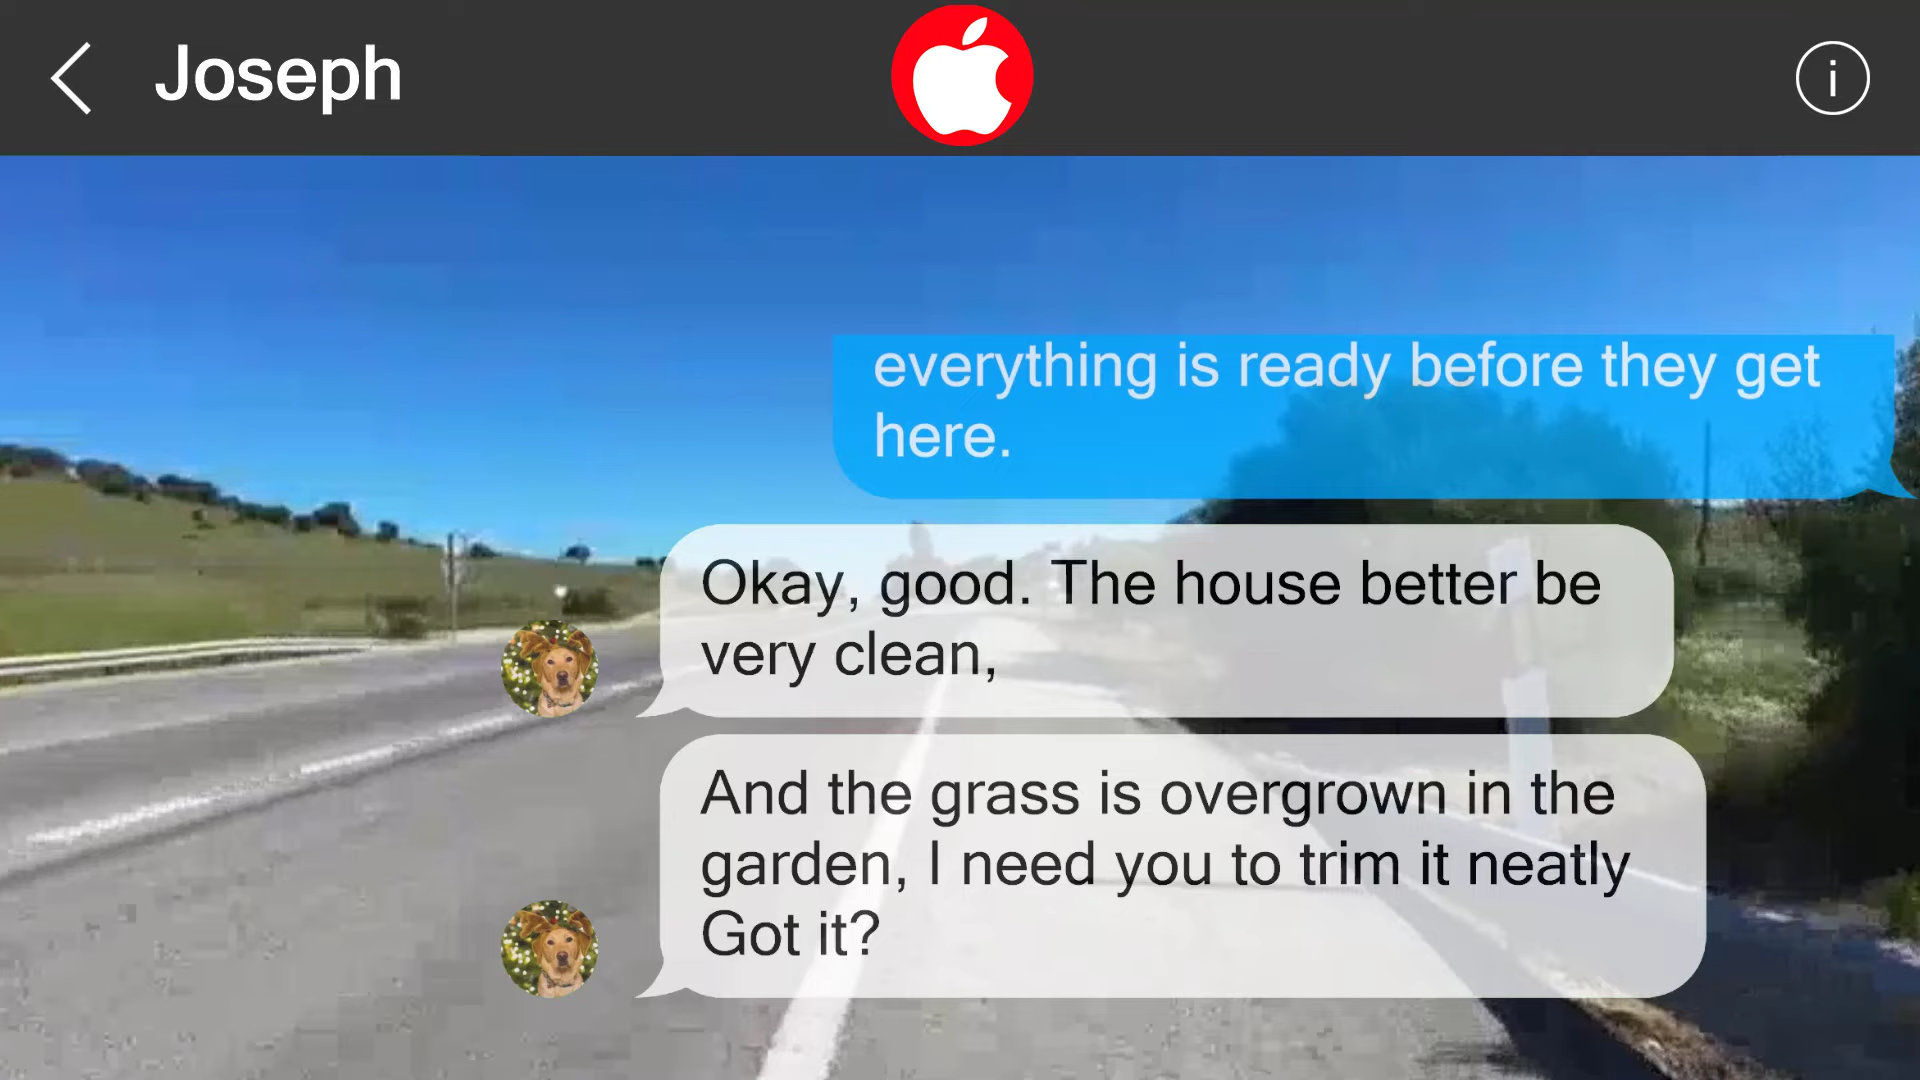 Joseph
i
everything is ready before they get
here.
Okay, good. The house better be
very clean,
And the grass is overgrown in the
garden, I need you to trim it neatly
Got it?